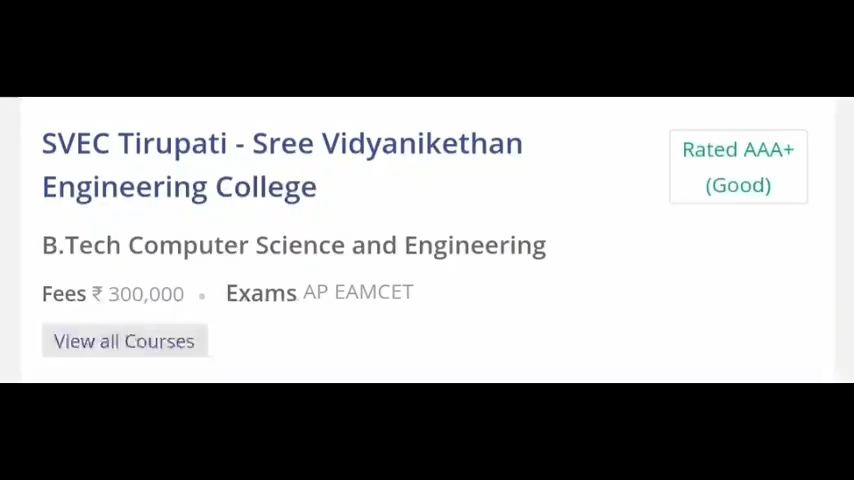 SVEC Tirupati - Sree Vidyanikethan
Engineering College
Rated AAA+
(Good)
B.Tech Computer Science and Engineering
Fees ₹ 300,000 • Exams AP EAMCET
View all Courses